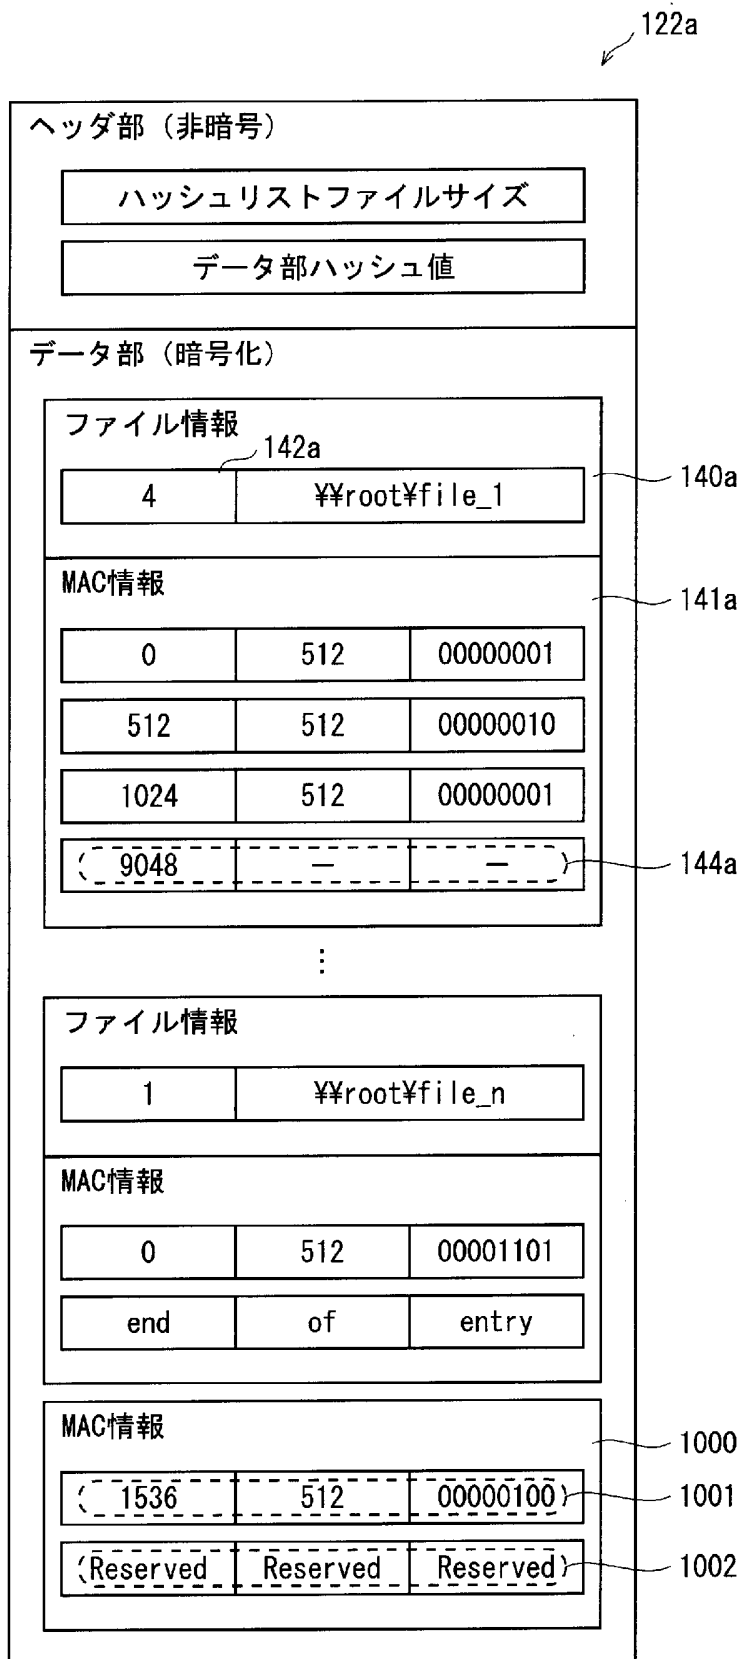 122a
ヘッダ部（非暗号）
ハッシュリストファイルサイズ
データ部ハッシュ値
データ部（暗号化）
ファイル情報
142a
4 ¥¥root¥file_1
140a
MAC情報
141a
0 512 00000001
512 512 00000010
1024 512 00000001
9048 － －
144a
⋮
ファイル情報
1 ¥¥root¥file_n
MAC情報
0 512 00001101
end of entry
MAC情報
1000
1536 512 00000100
1001
Reserved Reserved Reserved
1002